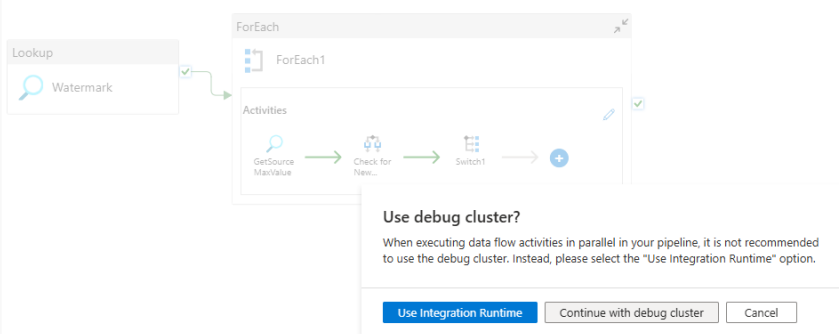 ForEach
Lookup
ForEach1
Watermark
Activities
GetSource
MaxValue
Check for
New...
Switch1
Use debug cluster?
When executing data flow activities in parallel in your pipeline, it is not recommended
to use the debug cluster. Instead, please select the "Use Integration Runtime" option.
Use Integration Runtime
Continue with debug cluster
Cancel